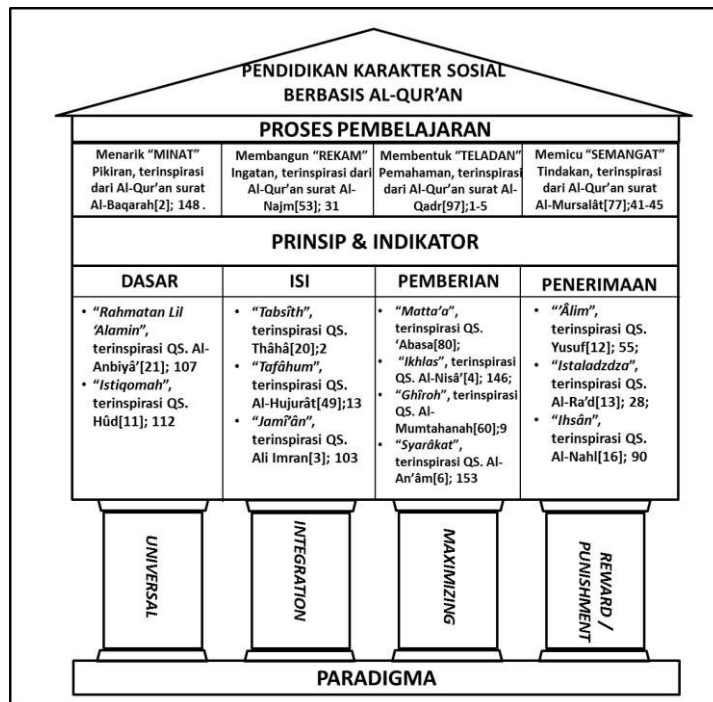 PENDIDIKAN KARAKTER SOSIAL
BERBASIS AL-QUR’AN
PROSES PEMBELAJARAN
Menarik “MINAT”
Pikiran, terinspirasi
dari Al-Qur’an surat
Al-Baqarah[2]; 148 .
Membangun “REKAM”
Ingatan, terinspirasi dari
Al-Qur’an surat Al-
Najm[53]; 31
Membentuk “TELADAN”
Pemahaman, terinspirasi
dari Al-Qur’an surat Al-
Qadr[97];1-5
Memicu “SEMANGAT”
Tindakan, terinspirasi
dari Al-Qur’an surat
Al-Mursalât[77];41-45
PRINSIP & INDIKATOR
DASAR
• “Rahmatan Lil
‘Alamin”,
terinspirasi QS. Al-
Anbiyâ’[21]; 107
• “Istiqomah”,
terinspirasi QS.
Hûd[11]; 112
ISI
• “Tabsîth”,
terinspirasi QS.
Thâhâ[20];2
• “Tafâhum”,
terinspirasi QS.
Al-Hujurât[49];13
• “Jamî’ân”,
terinspirasi QS.
Ali Imran[3]; 103
PEMBERIAN
• “Matta’a”,
terinspirasi QS.
‘Abasa[80];
• “Ikhlas”, terinspirasi
QS. Al-Nisâ’[4]; 146;
• “Ghîroh”, terinspirasi
QS. Al-
Mumtahanah[60];9
• “Syarâkat”,
terinspirasi QS. Al-
An’âm[6]; 153
PENERIMAAN
• “‘Âlim”,
terinspirasi QS.
Yusuf[12]; 55;
• “Istaladzdza”,
terinspirasi QS.
Al-Ra’d[13]; 28;
• “Ihsân”,
terinspirasi QS.
Al-Nahl[16]; 90
UNIVERSAL
INTEGRATION
MAXIMIZING
REWARD /
PUNISHMENT
PARADIGMA